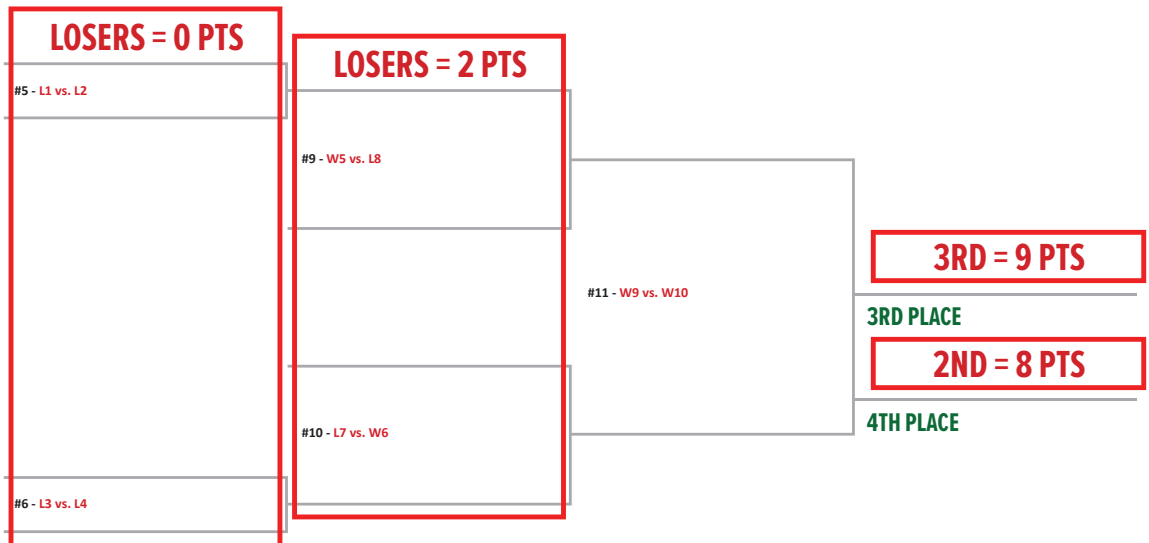 LOSERS = 0 PTS
LOSERS = 2 PTS
#5 - L1 vs. L2
#9 - W5 vs. L8
3RD = 9 PTS
#11 - W9 vs. W10
3RD PLACE
2ND = 8 PTS
4TH PLACE
#10 - L7 vs. W6
#6 - L3 vs. L4